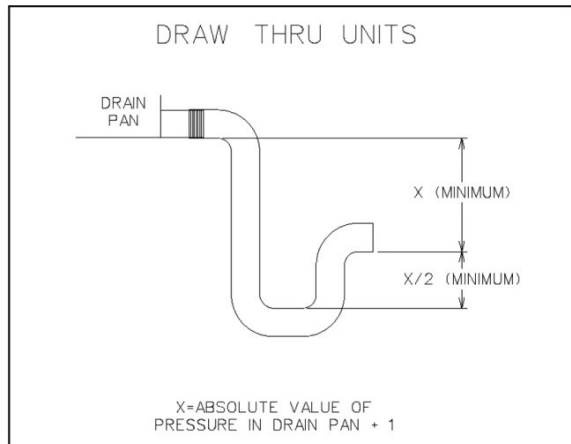 DRAW THRU UNITS
DRAIN
PAN
X (MINIMUM)
X/2 (MINIMUM)
X=ABSOLUTE VALUE OF
PRESSURE IN DRAIN PAN + 1